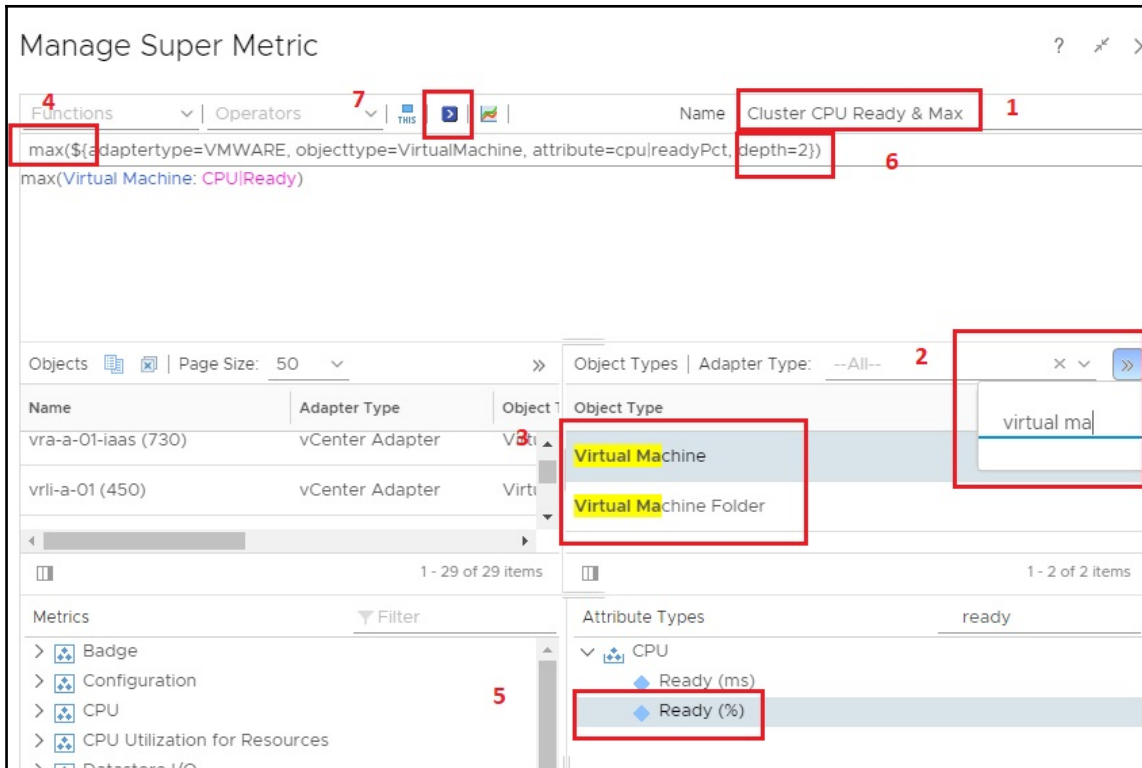 Manage Super Metric
?
4
7
1
Functions
Operators
THIS
Name
Cluster CPU Ready & Max
max(${adaptertype=VMWARE, objecttype=VirtualMachine, attribute=cpu|readyPct, depth=2})
6
max(Virtual Machine: CPU|Ready)
Objects
Page Size: 50
Object Types | Adapter Type: --All--
2
Name
Adapter Type
Object
Object Type
virtual ma
vra-a-01-iaas (730)
vCenter Adapter
3
Virtual Machine
vrli-a-01 (450)
vCenter Adapter
Virtual Machine Folder
1 - 29 of 29 items
1 - 2 of 2 items
Metrics
Filter
Attribute Types
ready
Badge
CPU
Configuration
Ready (ms)
CPU
5
Ready (%)
CPU Utilization for Resources
Datastore I/O